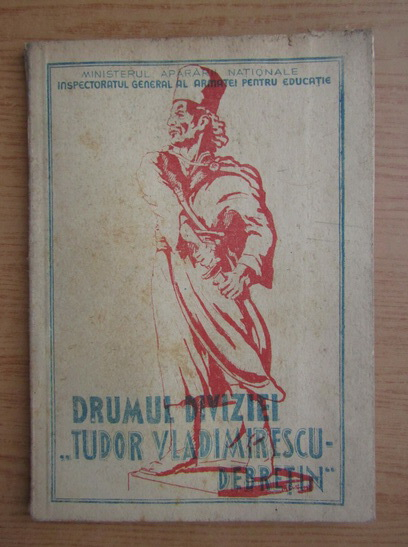 MINISTERUL APĂRĂRII NAȚIONALE
INSPECTORATUL GENERAL AL ARMATEI PENTRU EDUCAȚIE
DRUMUL DIVIZIEI
„TUDOR VLADIMIRESCU-
DEBREȚIN"